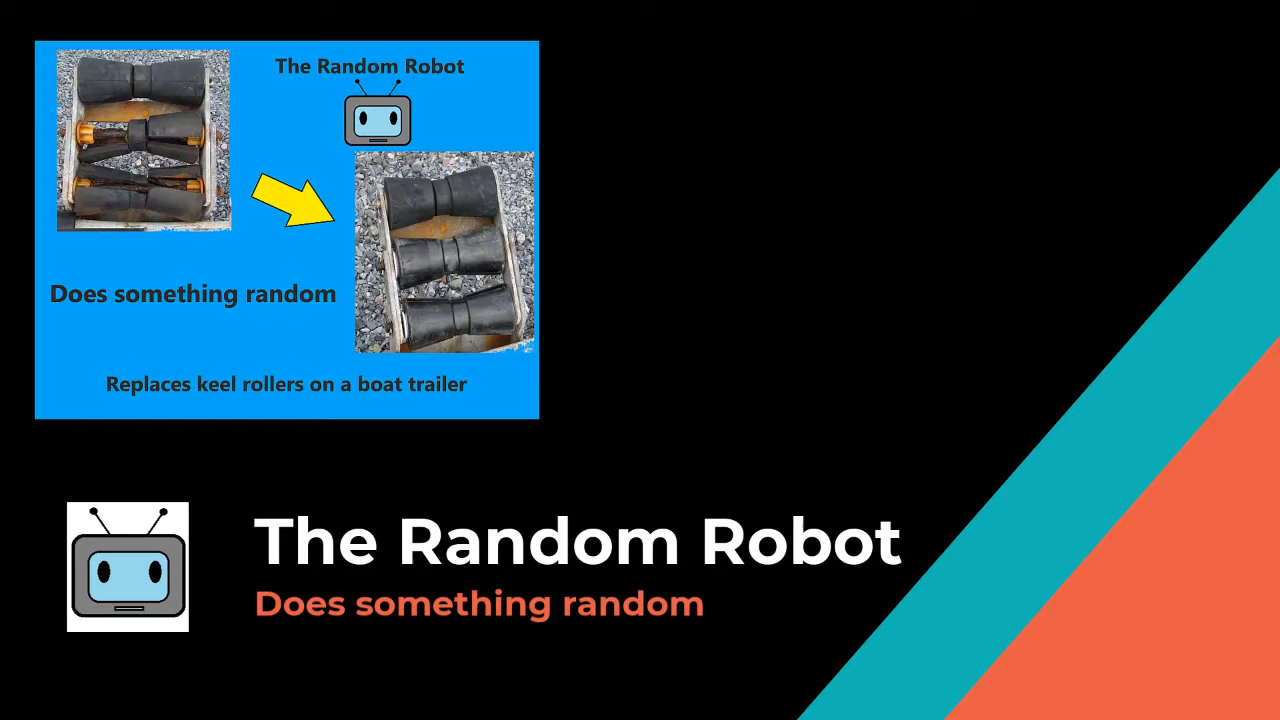 The Random Robot
Does something random
Replaces keel rollers on a boat trailer
The Random Robot
Does something random